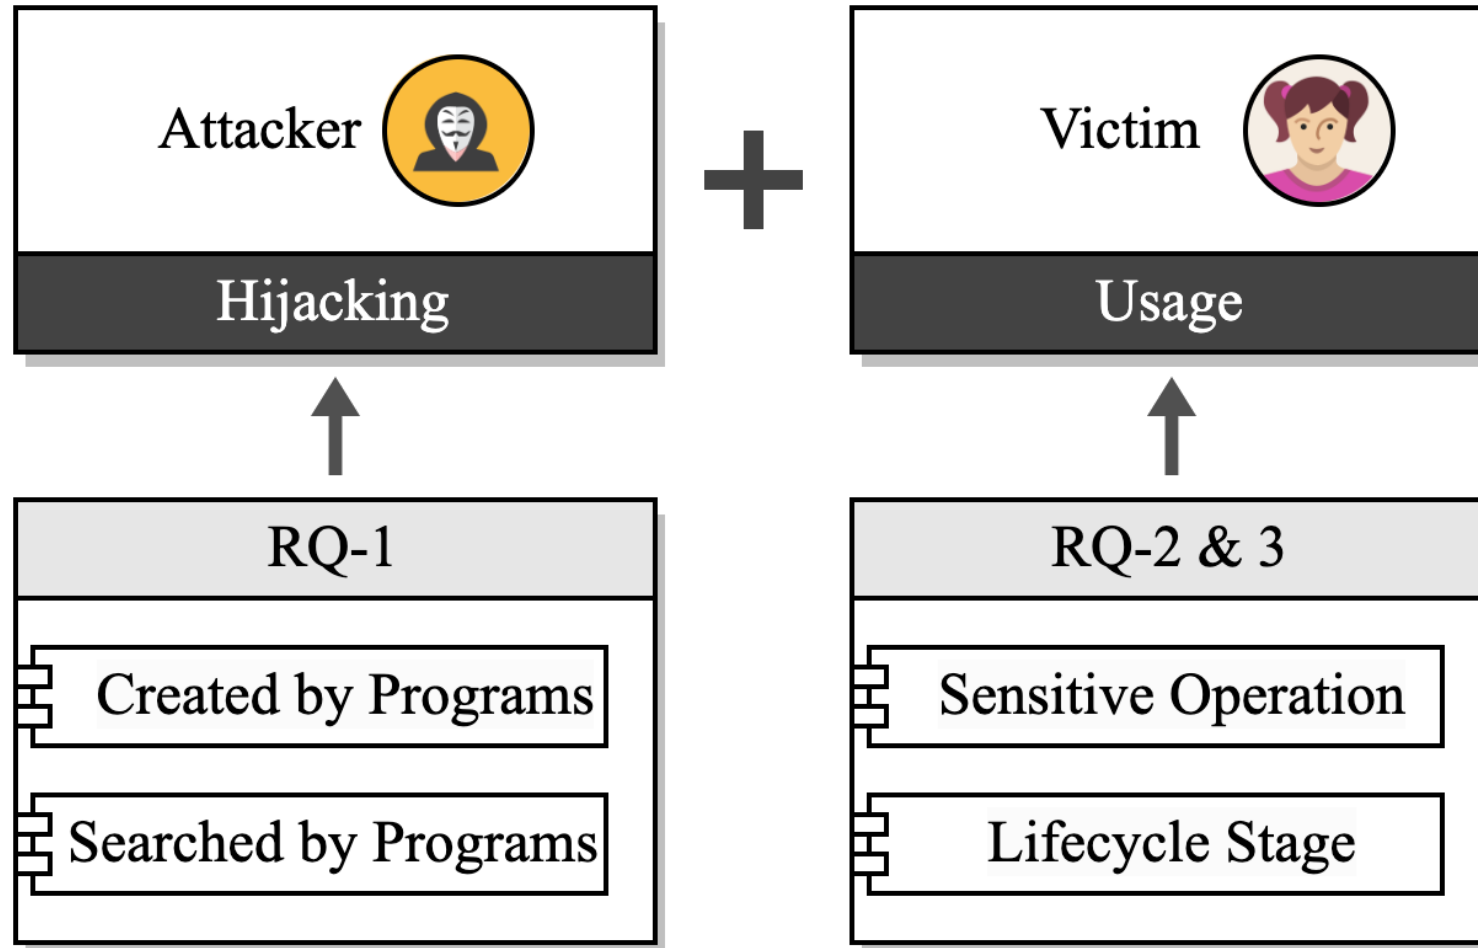 Attacker
Hijacking
Victim
Usage
RQ-1
Created by Programs
Searched by Programs
RQ-2 & 3
Sensitive Operation
Lifecycle Stage